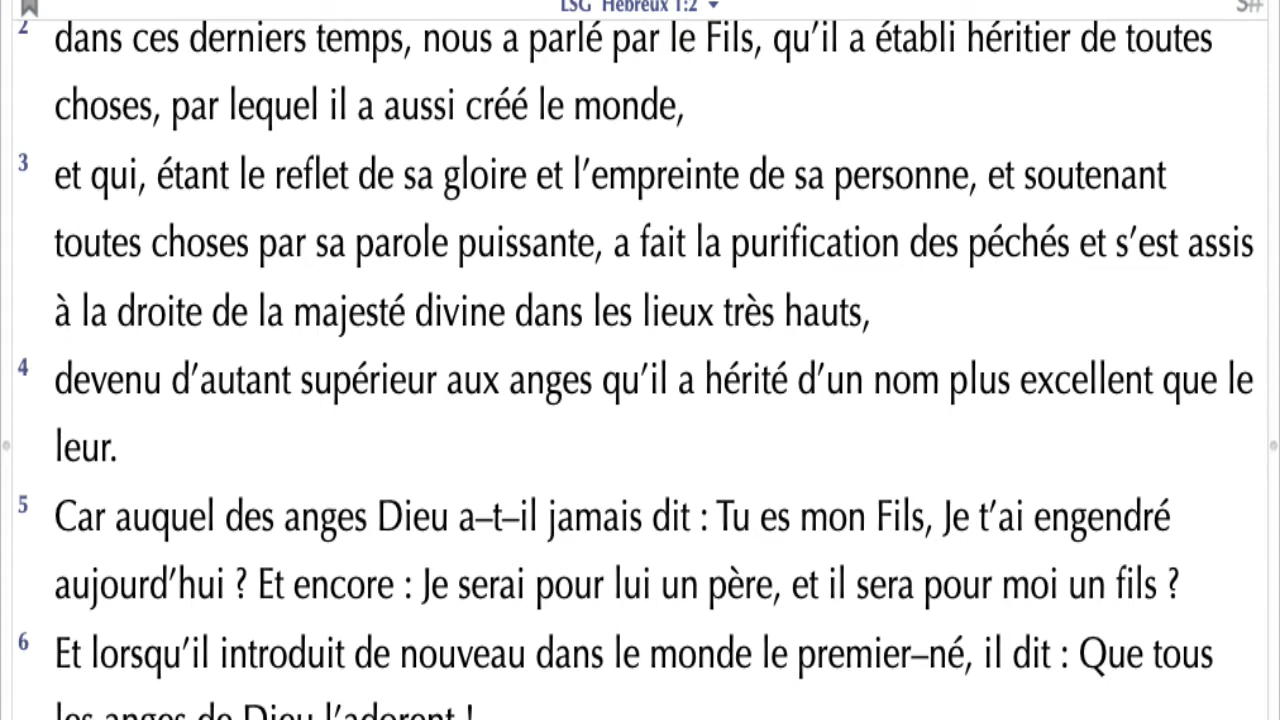 LSG Hébreux 1:2
2 dans ces derniers temps, nous a parlé par le Fils, qu’il a établi héritier de toutes
choses, par lequel il a aussi créé le monde,
3 et qui, étant le reflet de sa gloire et l’empreinte de sa personne, et soutenant
toutes choses par sa parole puissante, a fait la purification des péchés et s’est assis
à la droite de la majesté divine dans les lieux très hauts,
4 devenu d’autant supérieur aux anges qu’il a hérité d’un nom plus excellent que le
leur.
5 Car auquel des anges Dieu a–t–il jamais dit : Tu es mon Fils, Je t’ai engendré
aujourd’hui ? Et encore : Je serai pour lui un père, et il sera pour moi un fils ?
6 Et lorsqu’il introduit de nouveau dans le monde le premier–né, il dit : Que tous
les anges de Dieu l’adorent !